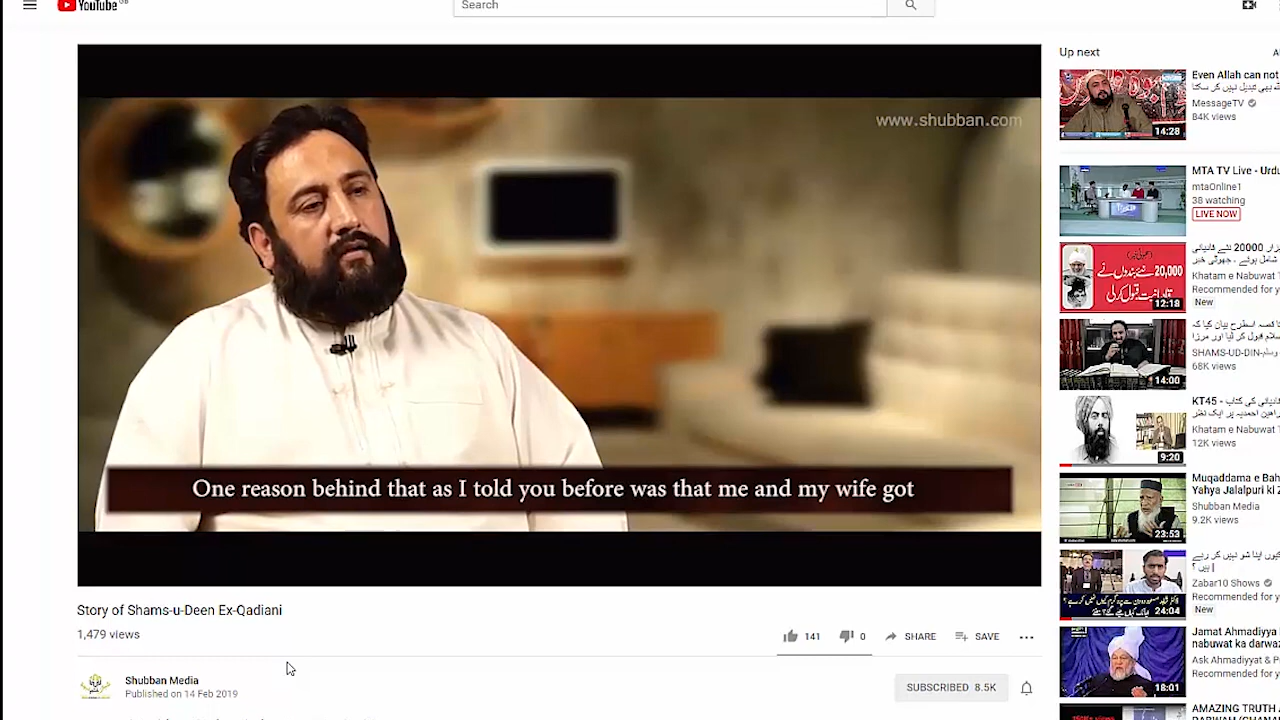 YouTube GB
Search
www.shubban.com
One reason behind that as I told you before was that me and my wife got
Story of Shams-u-Deen Ex-Qadiani
1,479 views
141
0
SHARE
SAVE
Shubban Media
Published on 14 Feb 2019
SUBSCRIBED 8.5K
Up next
Even Allah can not
MessageTV
84K views
14:28
MTA TV Live - Urdu
mtaOnline1
38 watching
LIVE NOW
20000
Khatam e Nabuwat T
Recommended for y
New
20,000
12:18
SHAMS-UD-DIN-
68K views
14:00
KT45 -
Khatam e Nabuwat T
12K views
9:20
Muqaddama e Bah
Yahya Jalalpuri ki
Shubban Media
9.2K views
23:53
Zabar10 Shows
Recommended for y
New
24:04
Jamat Ahmadiyyat
nabuwat ka darwaz
Ask Ahmadiyyat & P
Recommended for y
18:01
AMAZING TRUTH